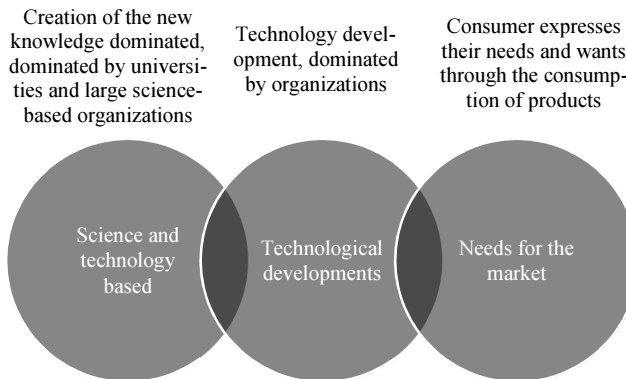 Creation of the new
knowledge dominated,
dominated by universi-
ties and large science-
based organizations
Technology devel-
opment, dominated
by organizations
Consumer expresses
their needs and wants
through the consump-
tion of products
Science and
technology
based
Technological
developments
Needs for the
market